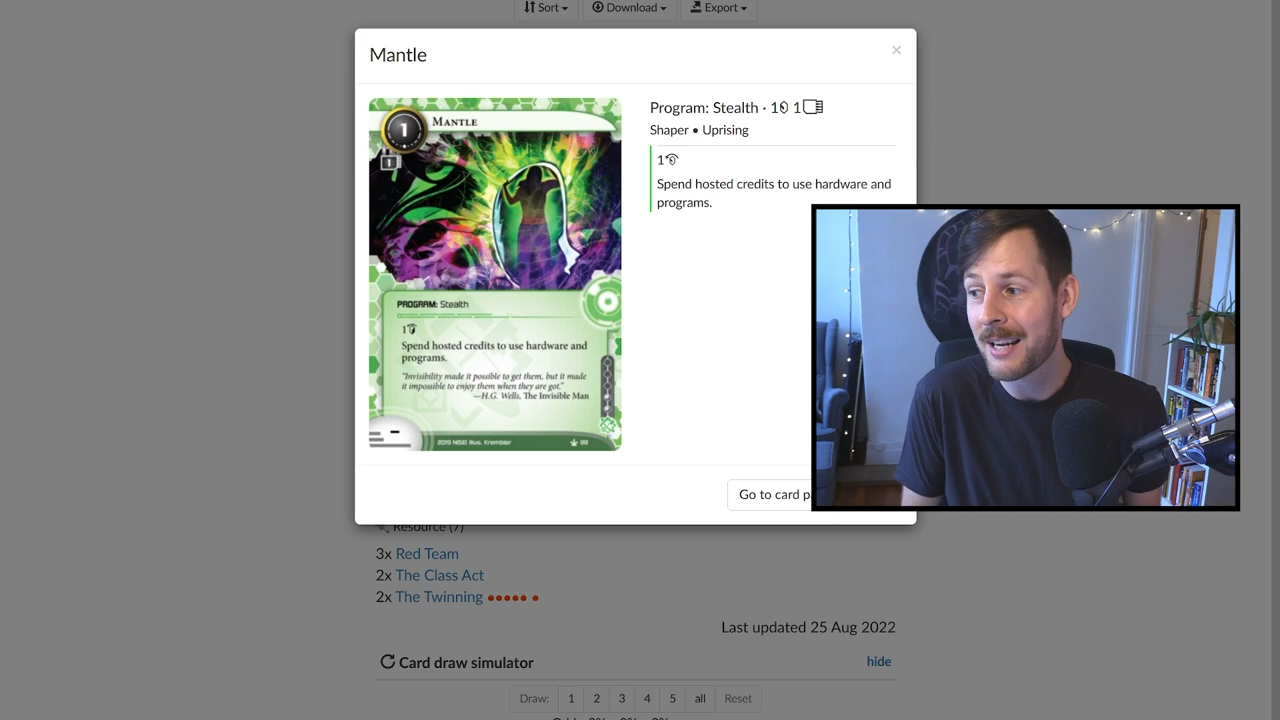 Sort
Download
Export
Mantle
×
1
MANTLE
1
PROGRAM: Stealth
1
Spend hosted credits to use hardware and
programs.
"Invisibility made it possible to get them, but it made
it impossible to enjoy them when they are got."
—H.G. Wells, The Invisible Man
-
2019 NISEI Illus. Krembler
Program: Stealth · 1 1
Shaper • Uprising
1
Spend hosted credits to use hardware and
programs.
Go to card p
Resource (7)
3x Red Team
2x The Class Act
2x The Twinning ●●●●● ●
Last updated 25 Aug 2022
Card draw simulator
hide
Draw: 1 2 3 4 5 all Reset